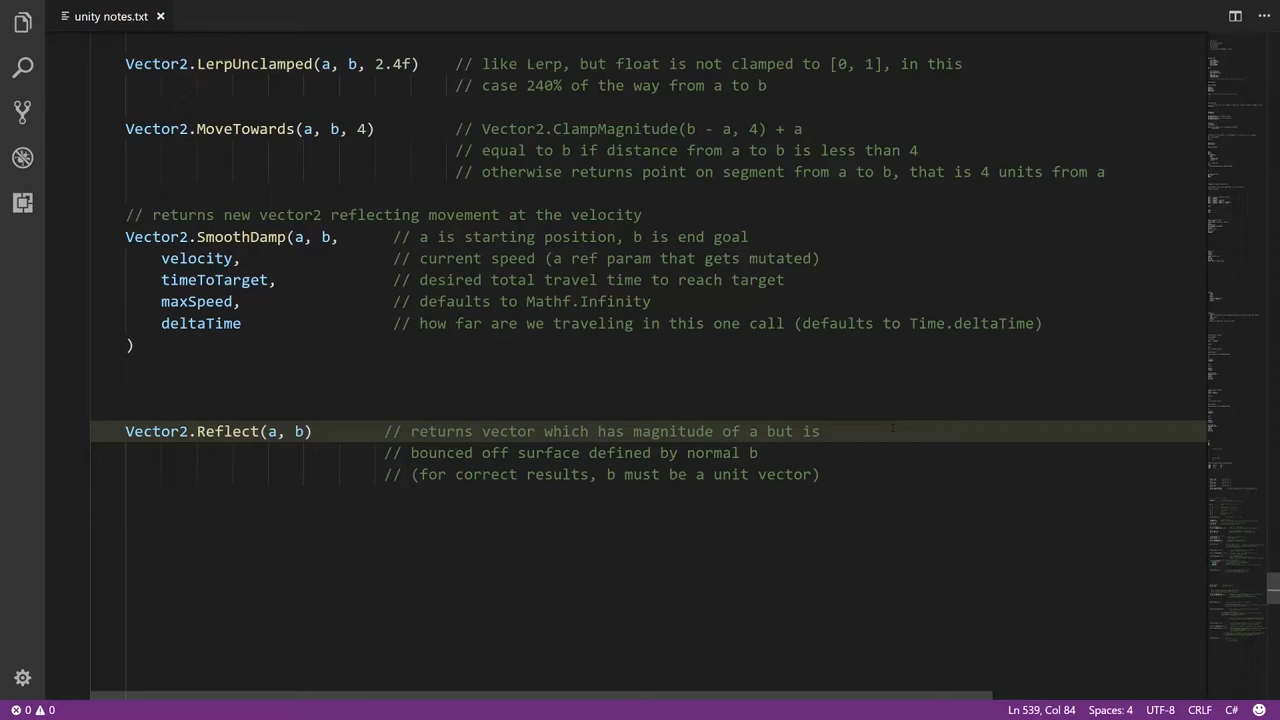 unity notes.txt
Vector2.LerpUnclamped(a, b, 2.4f) // like Lerp, but float is not clamped to [0, 1], in this
// case 240% of the way from a to b
Vector2.MoveTowards(a, b, 4) // Vector2.ClampMagnitude(b - a, 4) + a
// equal to b if distance from a to b is less than 4
// otherwise returns point on segment from a to b, that is 4 units from a
// returns new vector2 reflecting movement at the velocity
Vector2.SmoothDamp(a, b, // a is starting position, b is end goal
velocity, // current speed (a ref param that gets mutated)
timeToTarget, // desired total travel time to reach target
maxSpeed, // defaults to Mathf.Infinity
deltaTime // how far are we traveling in this one call (defaults to Time.deltaTime)
)
Vector2.Reflect(a, b) // returns vector which has magnitude of a but is
// bounced off surface defined by normal b
// (for correct results, b must be a unit vector)
0 0 Ln 539, Col 84 Spaces: 4 UTF-8 CRLF C#